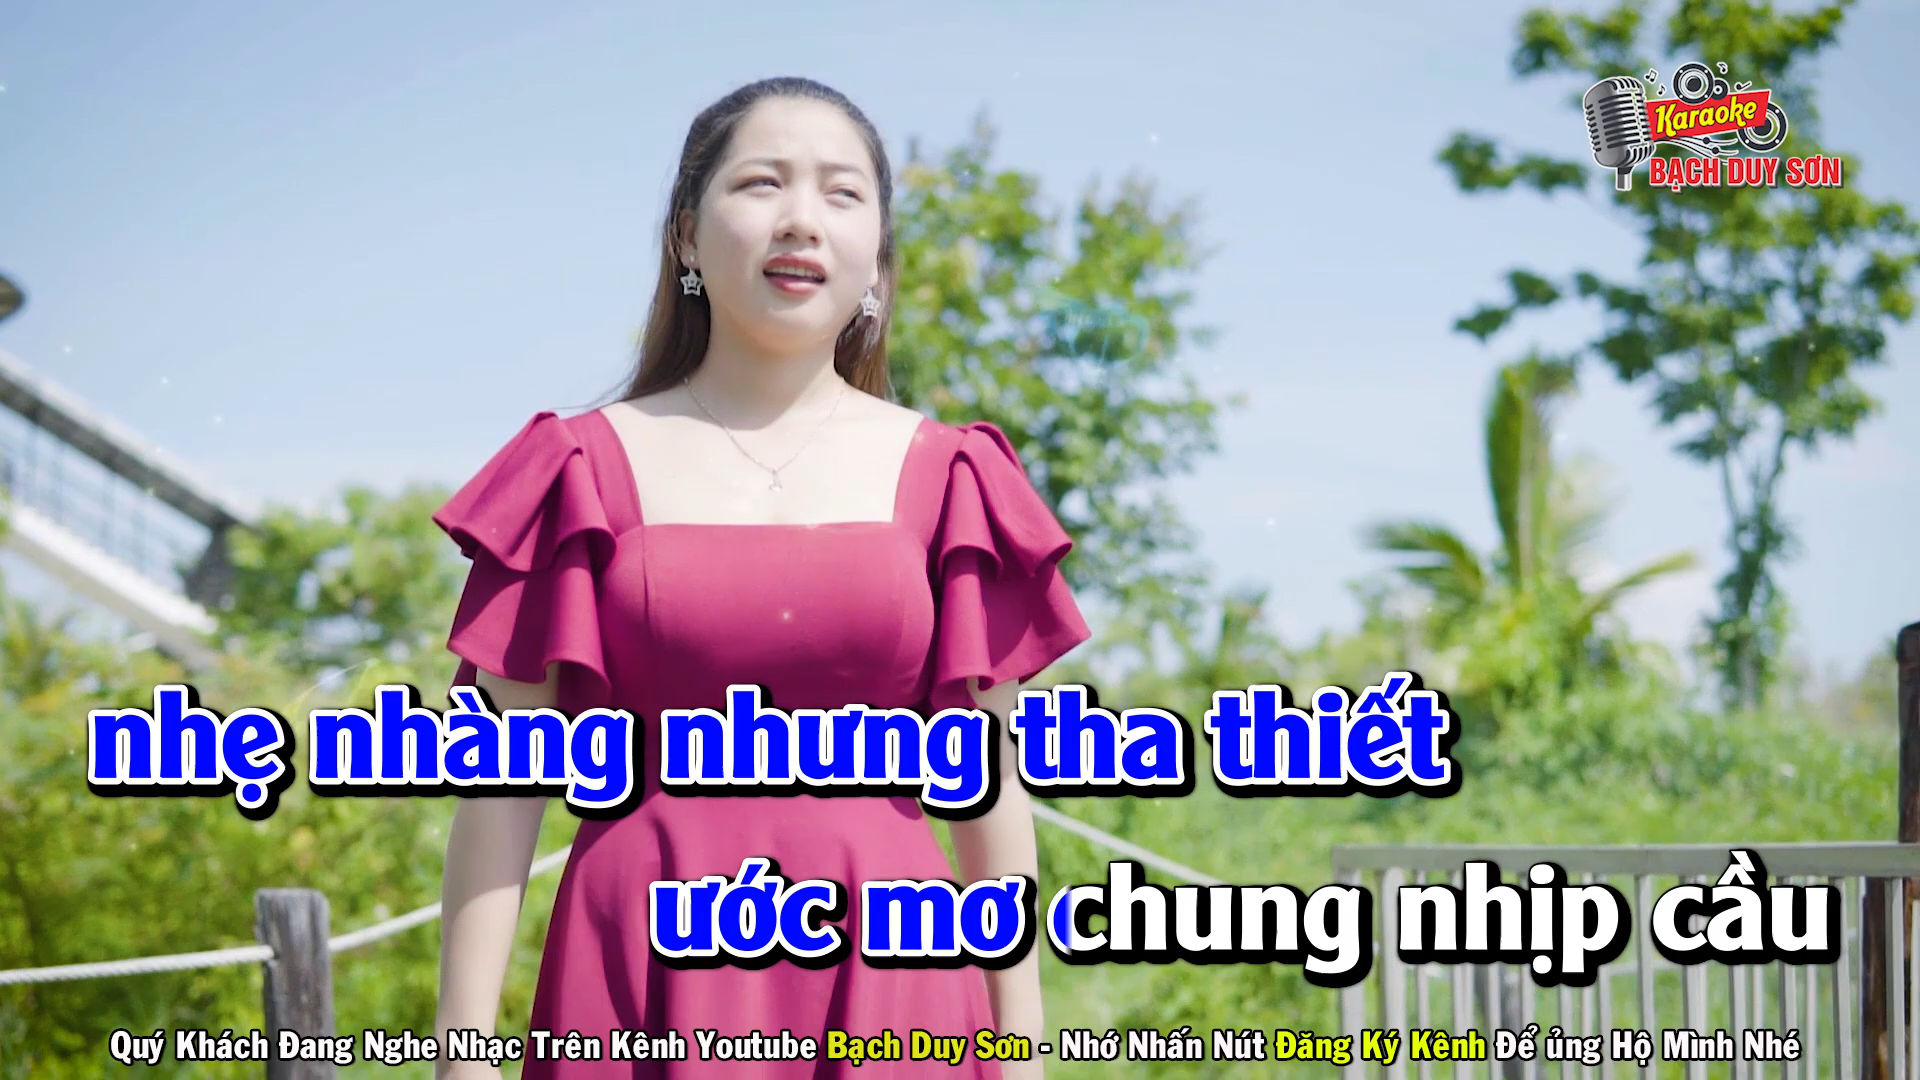 Karaoke
BẠCH DUY SƠN
nhẹ nhàng nhưng tha thiết
ước mơ chung nhịp cầu
Quý Khách Đang Nghe Nhạc Trên Kênh Youtube Bạch Duy Sơn - Nhớ Nhấn Nút Đăng Ký Kênh Để ủng Hộ Mình Nhé